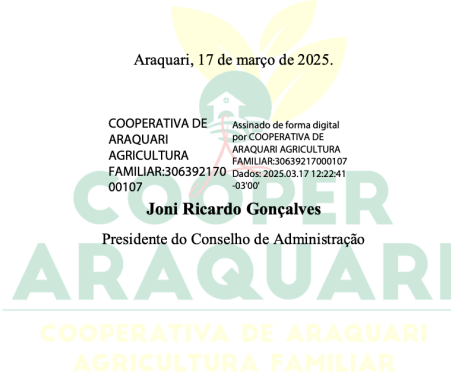 Araquari, 17 de março de 2025.
COOPERATIVA DE
ARAQUARI
AGRICULTURA
FAMILIAR:306392170
00107
Assinado de forma digital
por COOPERATIVA DE
ARAQUARI AGRICULTURA
FAMILIAR:30639217000107
Dados: 2025.03.17 12:22:41
-03'00'
Joni Ricardo Gonçalves
Presidente do Conselho de Administração
COOPER
ARAQUARI
COOPERATIVA DE ARAQUARI
AGRICULTURA FAMILIAR